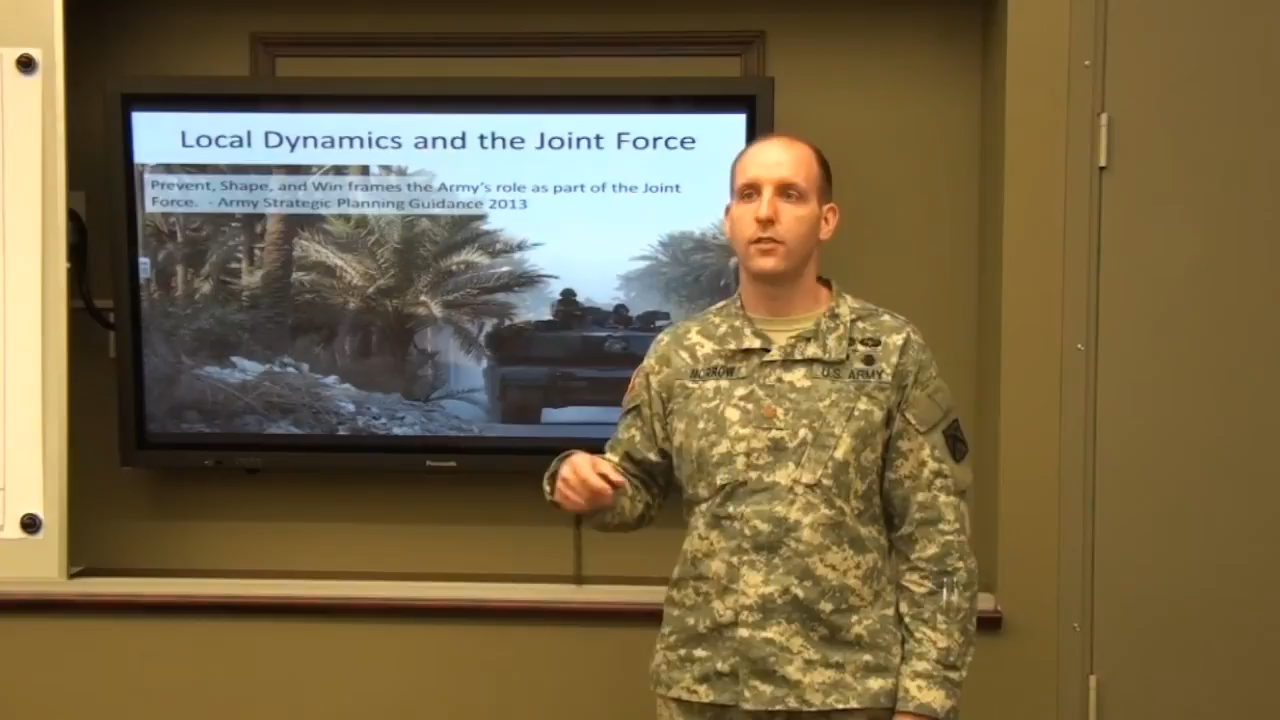 Local Dynamics and the Joint Force
Prevent, Shape, and Win frames the Army's role as part of the Joint
Force. - Army Strategic Planning Guidance 2013
MORROW
U.S. ARMY
Panasonic